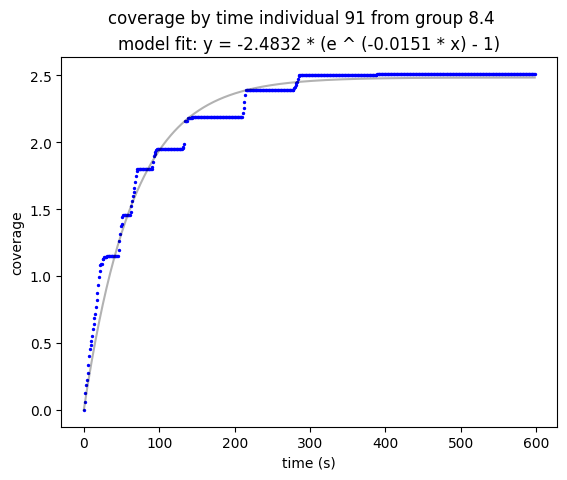 coverage by time individual 91 from group 8.4
model fit: y = -2.4832 * (e ^ (-0.0151 * x) - 1)
2.5
2.0
1.5
1.0
0.5
0.0
coverage
0 100 200 300 400 500 600
time (s)